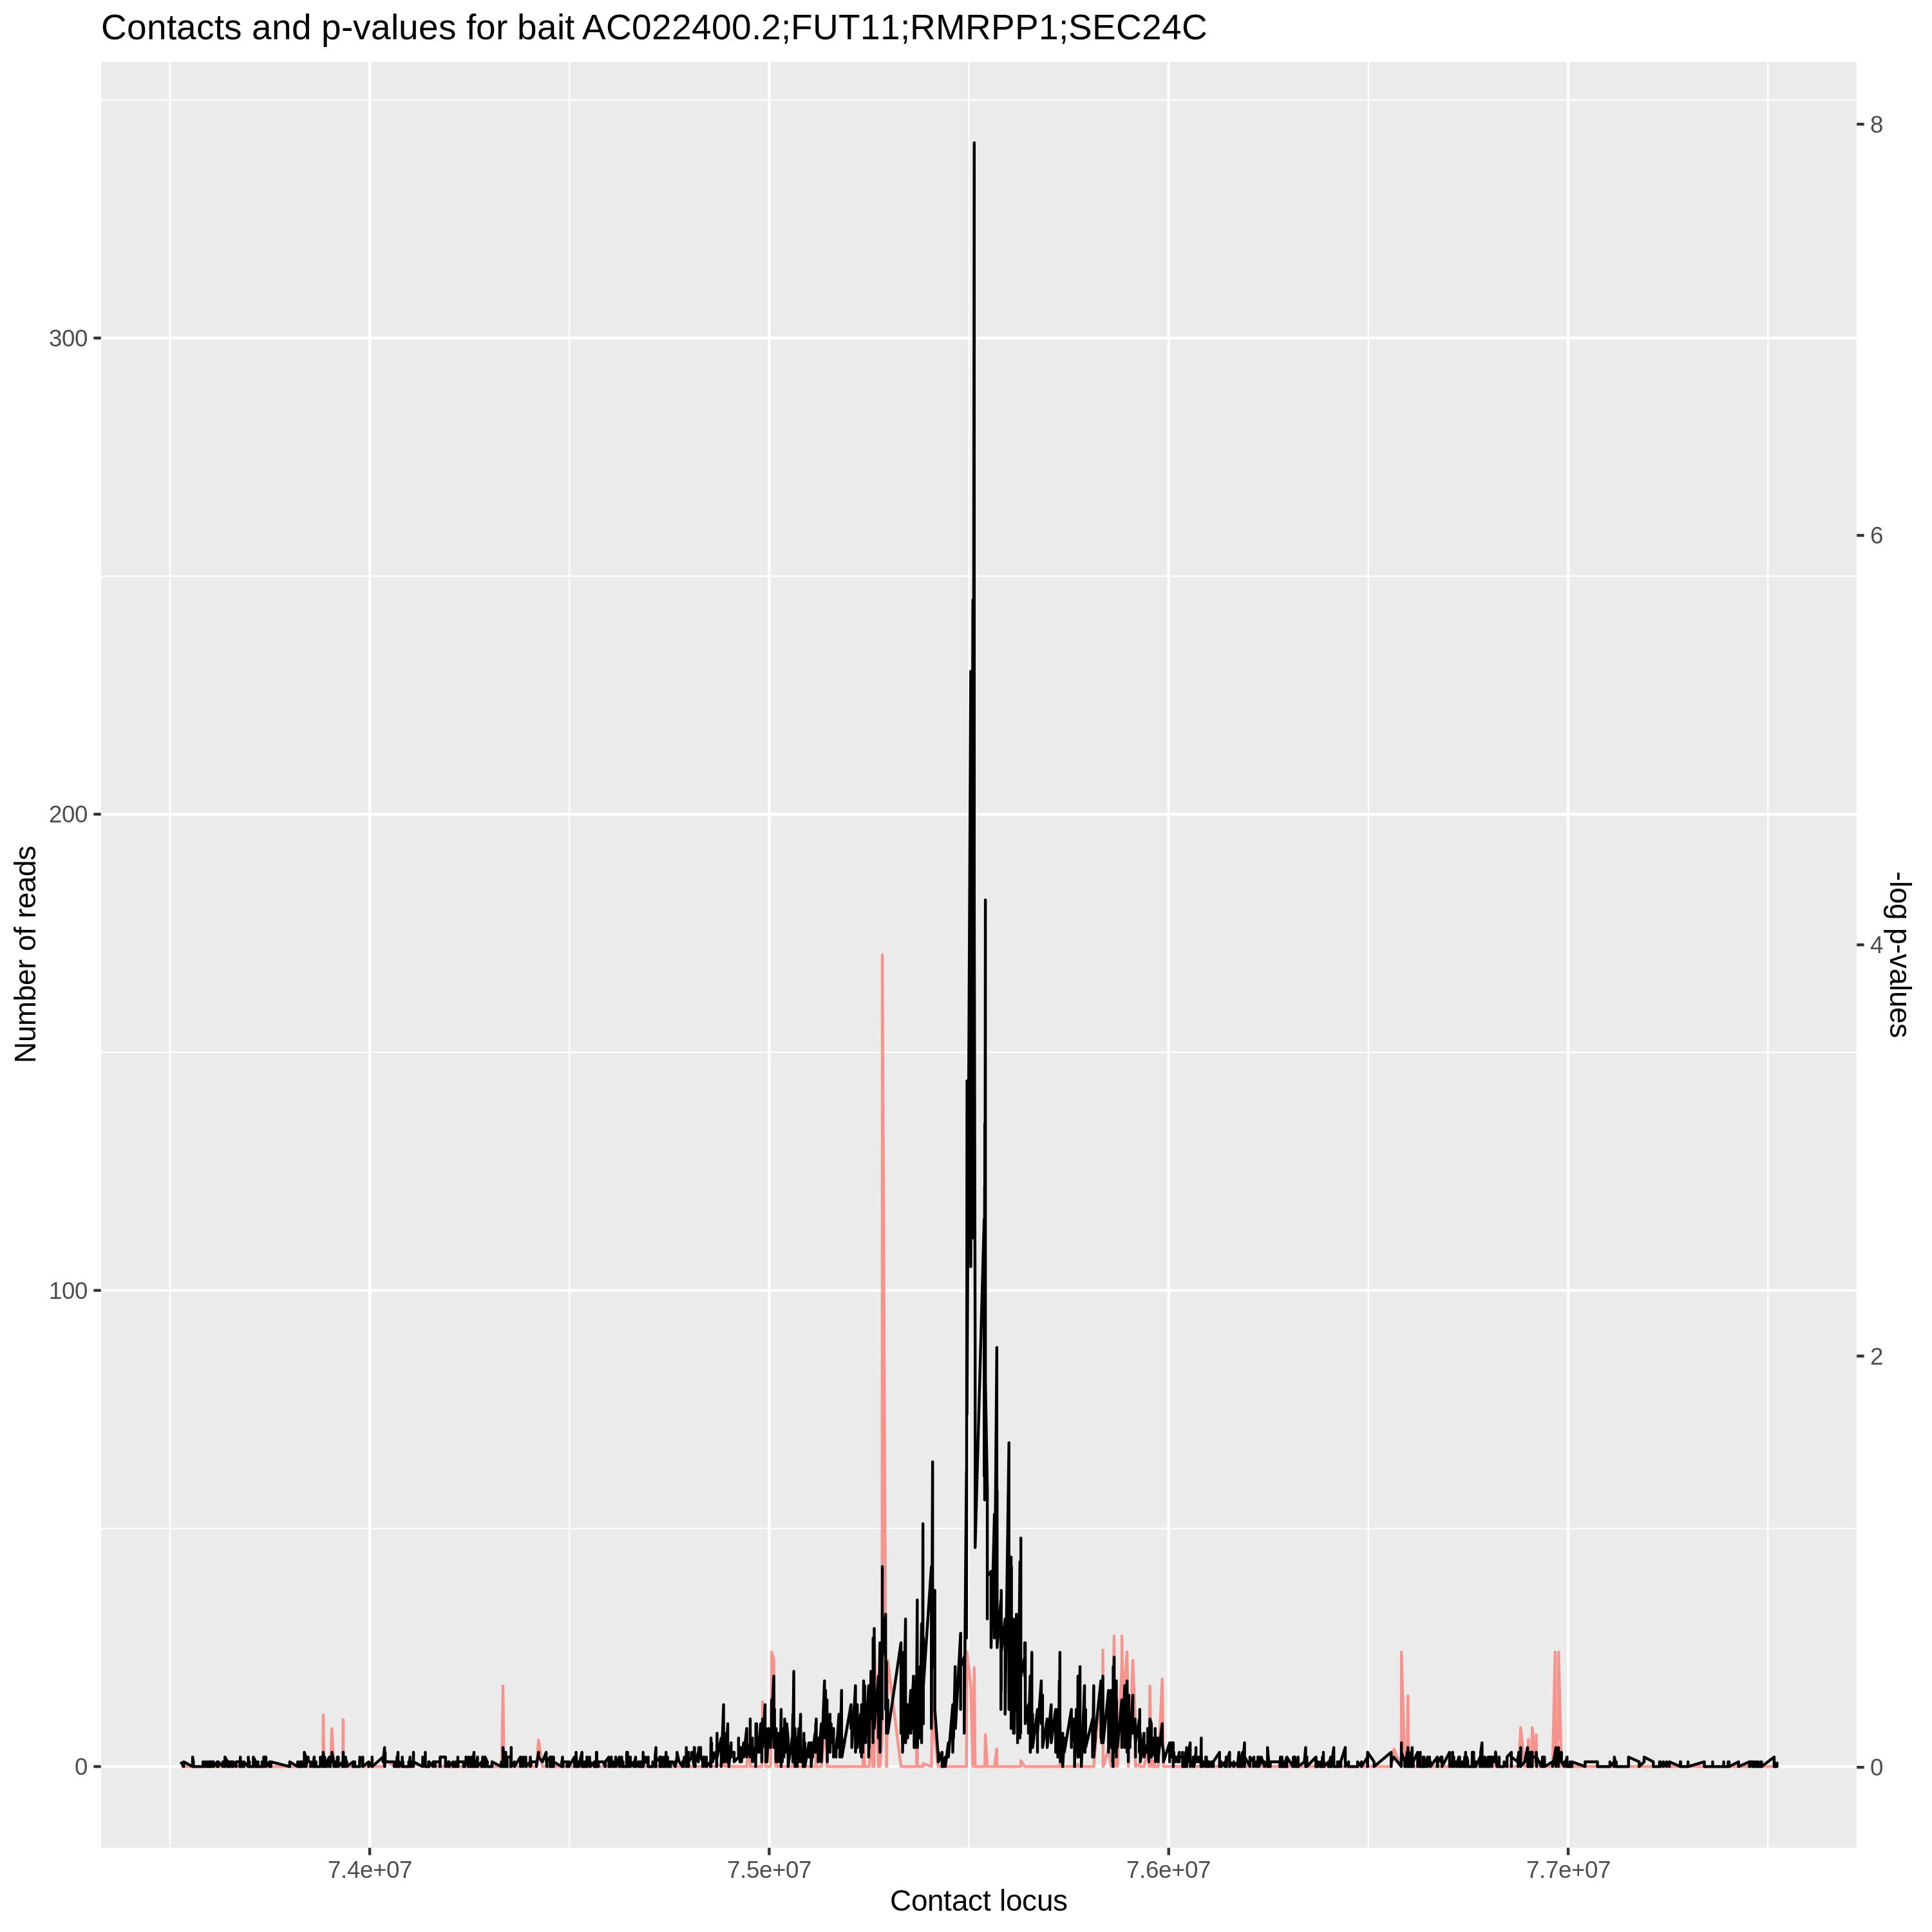 Contacts and p-values for bait AC022400.2;FUT11;RMRPP1;SEC24C
8
300
6
200
Number of reads
-log p-values
4
100
2
0
0
7.4e+07
7.5e+07
7.6e+07
7.7e+07
Contact locus